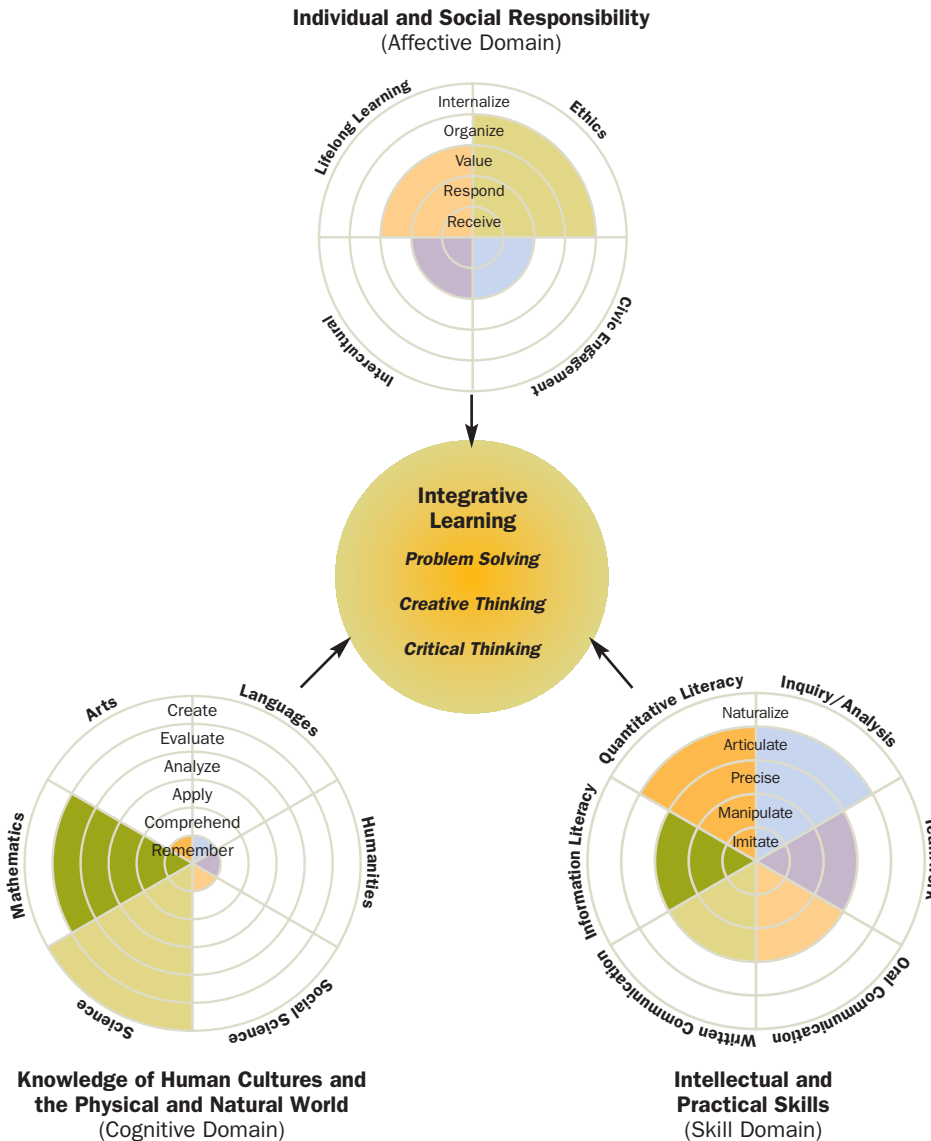 Individual and Social Responsibility
(Affective Domain)
Lifelong Learning
Ethics
Internalize
Organize
Value
Respond
Receive
Intercultural
Civic Engagement
Integrative
Learning
Problem Solving
Creative Thinking
Critical Thinking
Arts
Languages
Mathematics
Humanities
Science
Social Science
Create
Evaluate
Analyze
Apply
Comprehend
Remember
Knowledge of Human Cultures and
the Physical and Natural World
(Cognitive Domain)
Quantitative Literacy
Inquiry/Analysis
Information Literacy
Written Communication
Oral Communication
Naturalize
Articulate
Precise
Manipulate
Imitate
Intellectual and
Practical Skills
(Skill Domain)